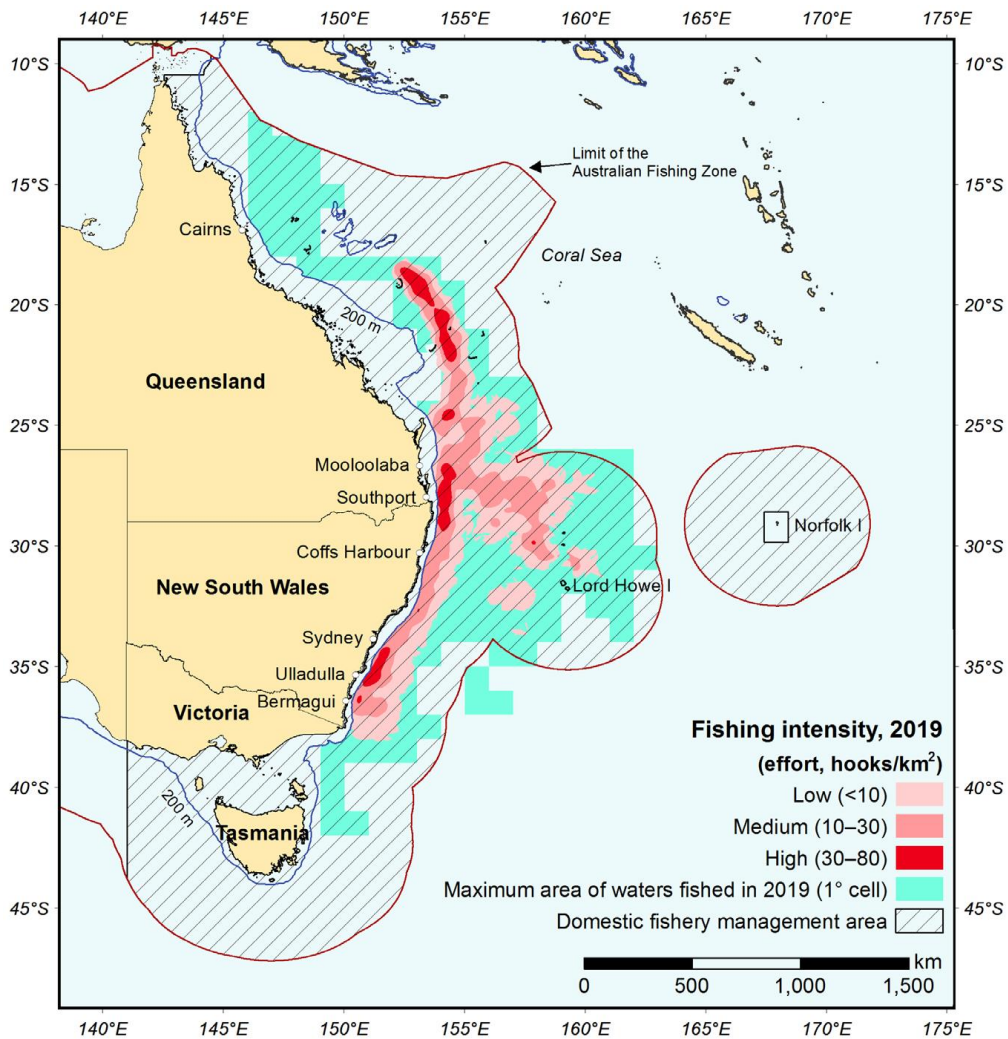 140°E 145°E 150°E 155°E 160°E 165°E 170°E 175°E
10°S 10°S
Limit of the
Australian Fishing Zone
15°S 15°S
Cairns
Coral Sea
20°S 20°S
200 m
Queensland
25°S 25°S
Mooloolaba
Southport
Norfolk I
Coffs Harbour
30°S 30°S
New South Wales
Lord Howe I
Sydney
Ulladulla
35°S 35°S
Bermagui
Victoria
Fishing intensity, 2019
(effort, hooks/km²)
Low (<10)
40°S 40°S
200 m
Tasmania
Medium (10–30)
High (30–80)
Maximum area of waters fished in 2019 (1° cell)
45°S 45°S
Domestic fishery management area
km
0 500 1,000 1,500
140°E 145°E 150°E 155°E 160°E 165°E 170°E 175°E